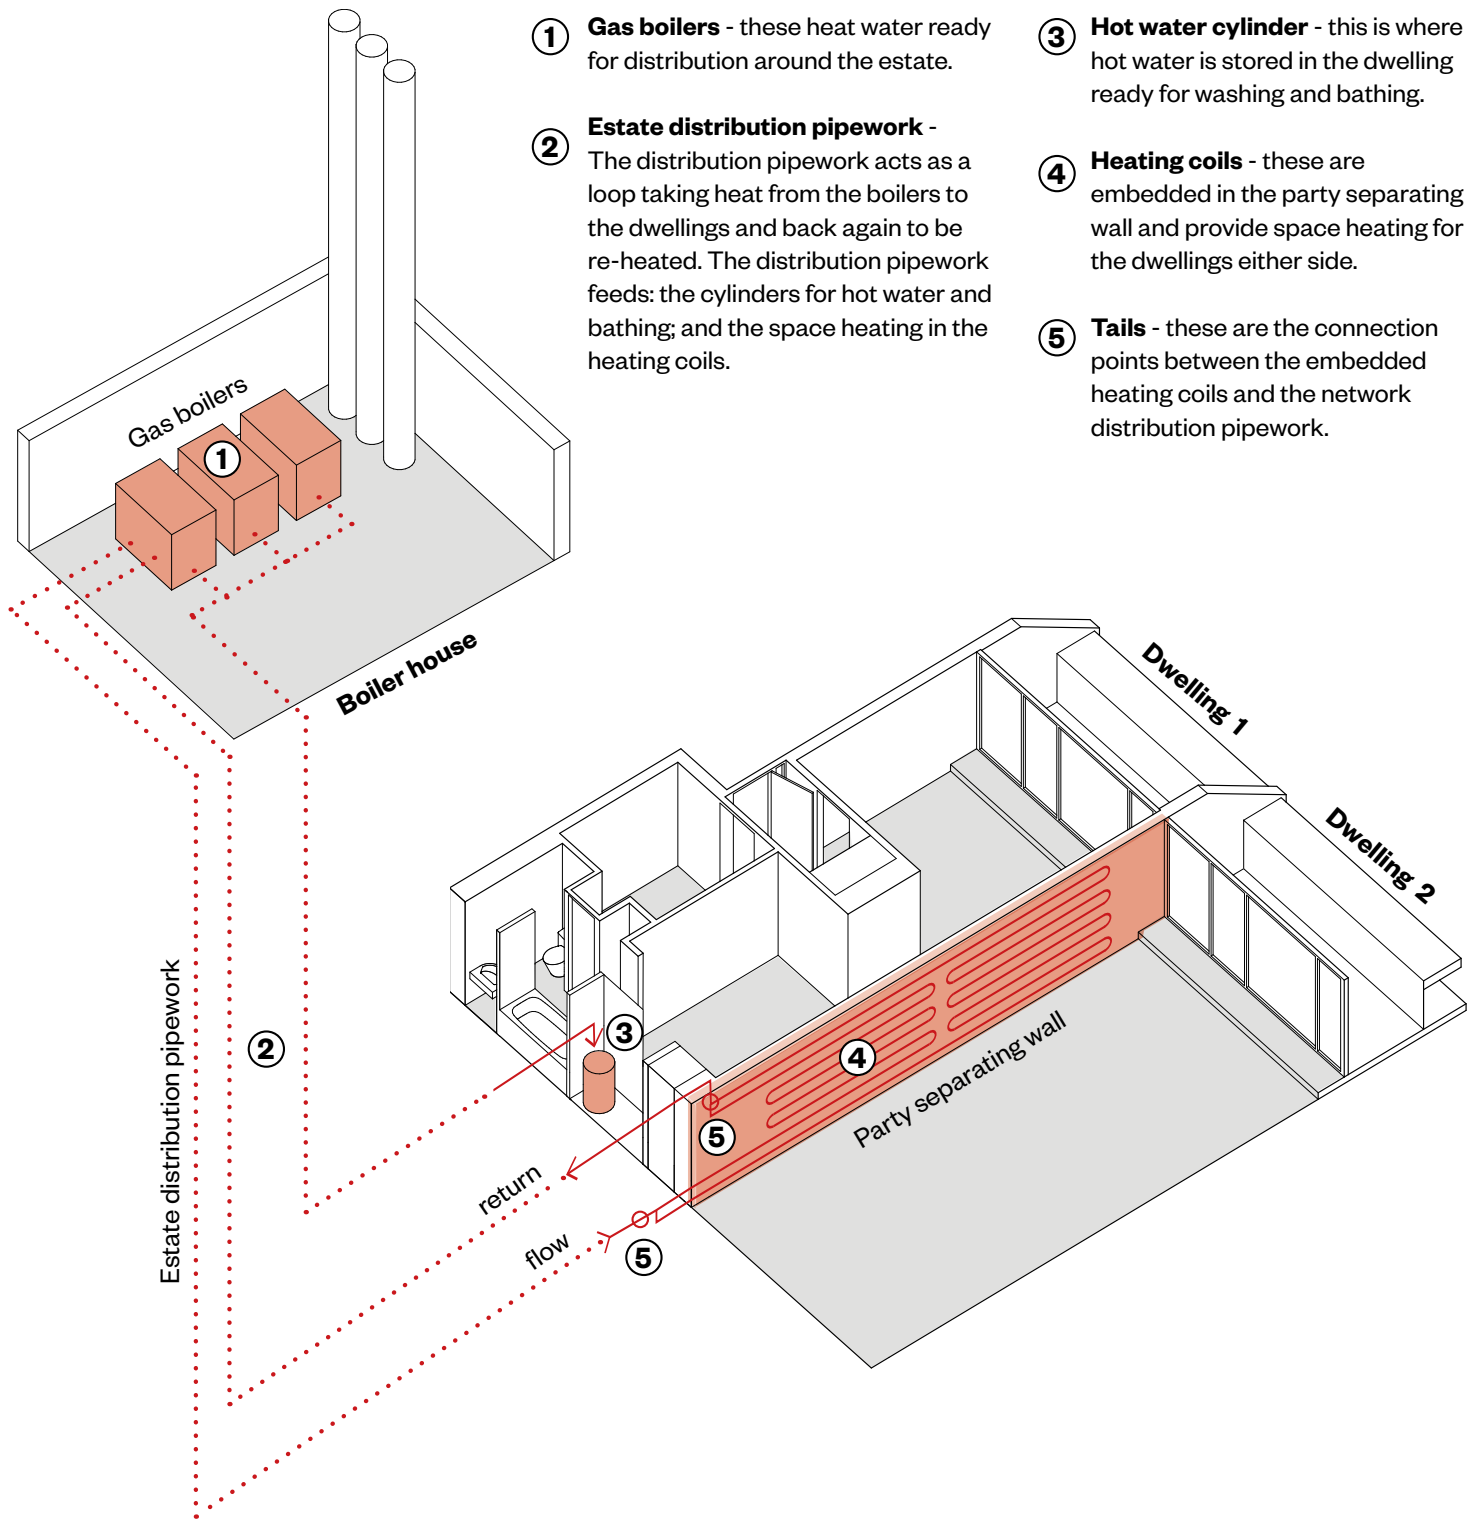 1
Gas boilers - these heat water ready
for distribution around the estate.
2
Estate distribution pipework -
The distribution pipework acts as a
loop taking heat from the boilers to
the dwellings and back again to be
re-heated. The distribution pipework
feeds: the cylinders for hot water and
bathing; and the space heating in the
heating coils.
3
Hot water cylinder - this is where
hot water is stored in the dwelling
ready for washing and bathing.
4
Heating coils - these are
embedded in the party separating
wall and provide space heating for
the dwellings either side.
5
Tails - these are the connection
points between the embedded
heating coils and the network
distribution pipework.
Gas boilers
1
Boiler house
Dwelling 1
Dwelling 2
Estate distribution pipework
2
3
4
Party separating wall
5
return
flow
5